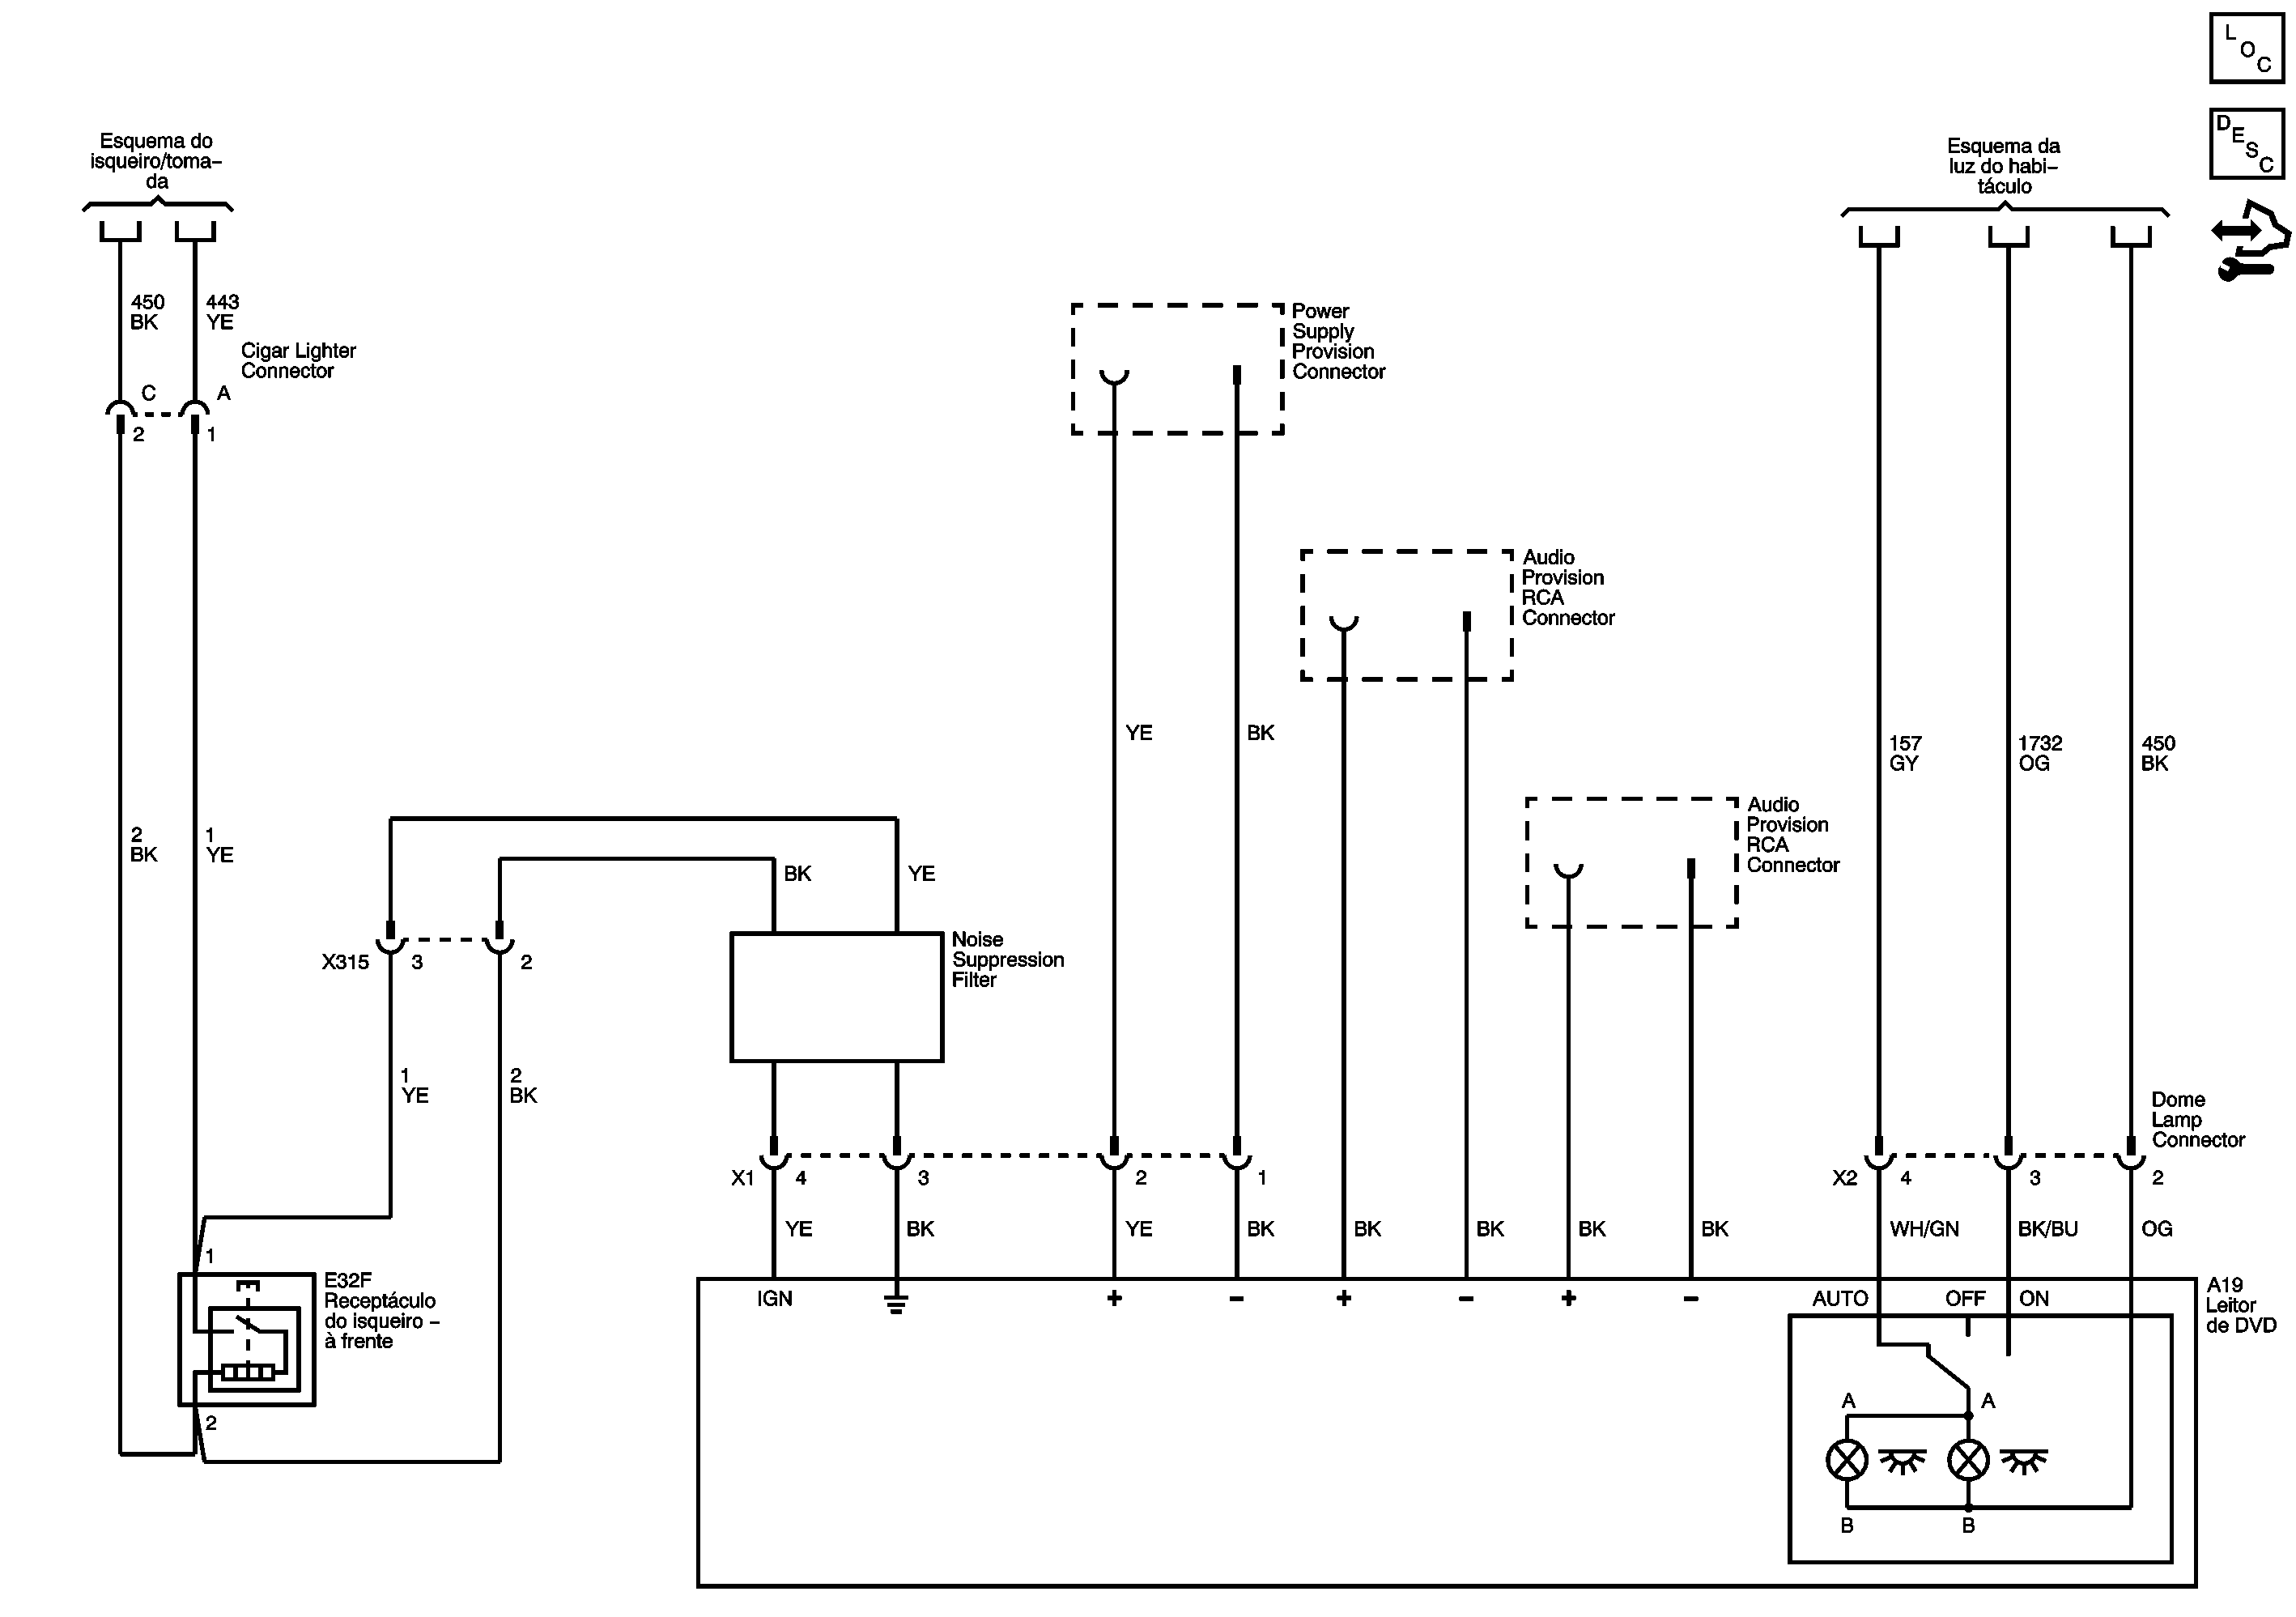 L
O
C
D
E
S
C
Esquema do
isqueiro/toma–
da
Esquema da
luz do habi–
táculo
450
BK
443
YE
Cigar Lighter
Connector
C
A
2
1
Power
Supply
Provision
Connector
Audio
Provision
RCA
Connector
YE
BK
157
GY
1732
OG
450
BK
Audio
Provision
RCA
Connector
2
BK
1
YE
BK
YE
Noise
Suppression
Filter
X315
3
2
1
YE
2
BK
Dome
Lamp
Connector
X1
4
3
2
1
X2
4
3
2
YE
BK
YE
BK
BK
BK
BK
BK
WH/GN
BK/BU
OG
1
E32F
Receptáculo
do isqueiro –
à frente
2
IGN
+
–
+
–
+
–
AUTO
OFF
ON
A19
Leitor
de DVD
A
A
B
B